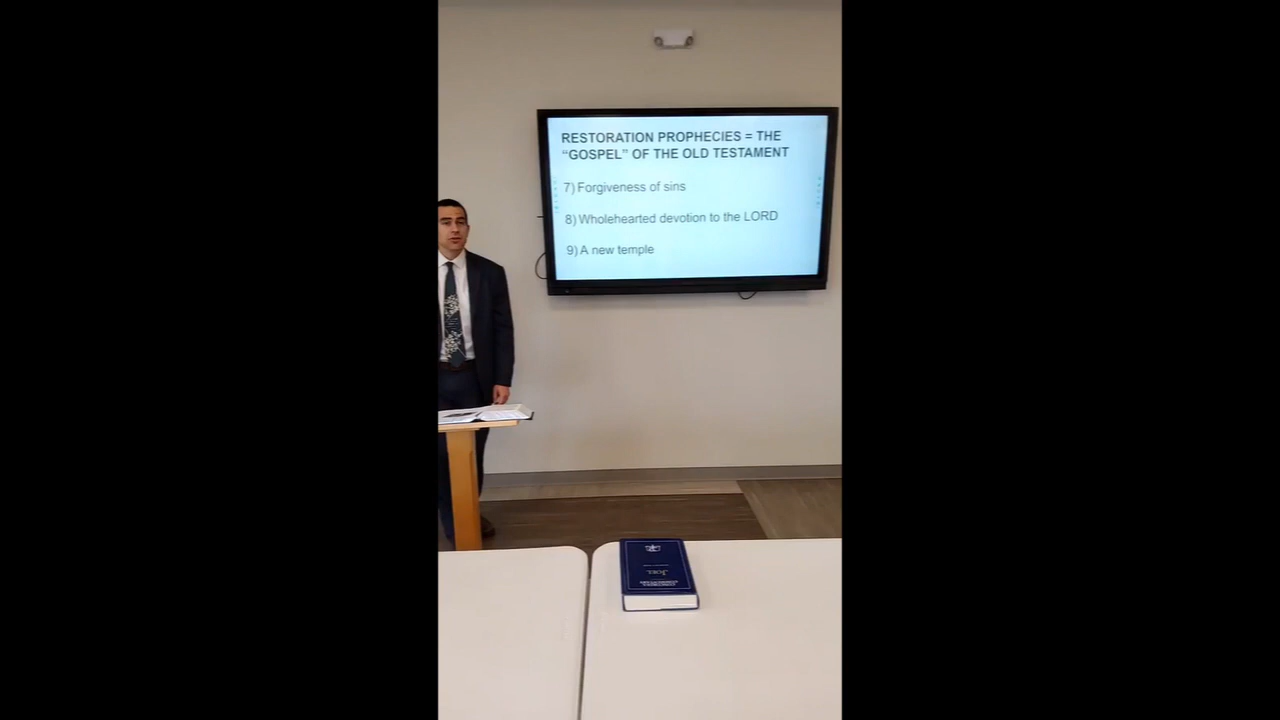 RESTORATION PROPHECIES = THE
“GOSPEL” OF THE OLD TESTAMENT
7) Forgiveness of sins
8) Wholehearted devotion to the LORD
9) A new temple
JOEL